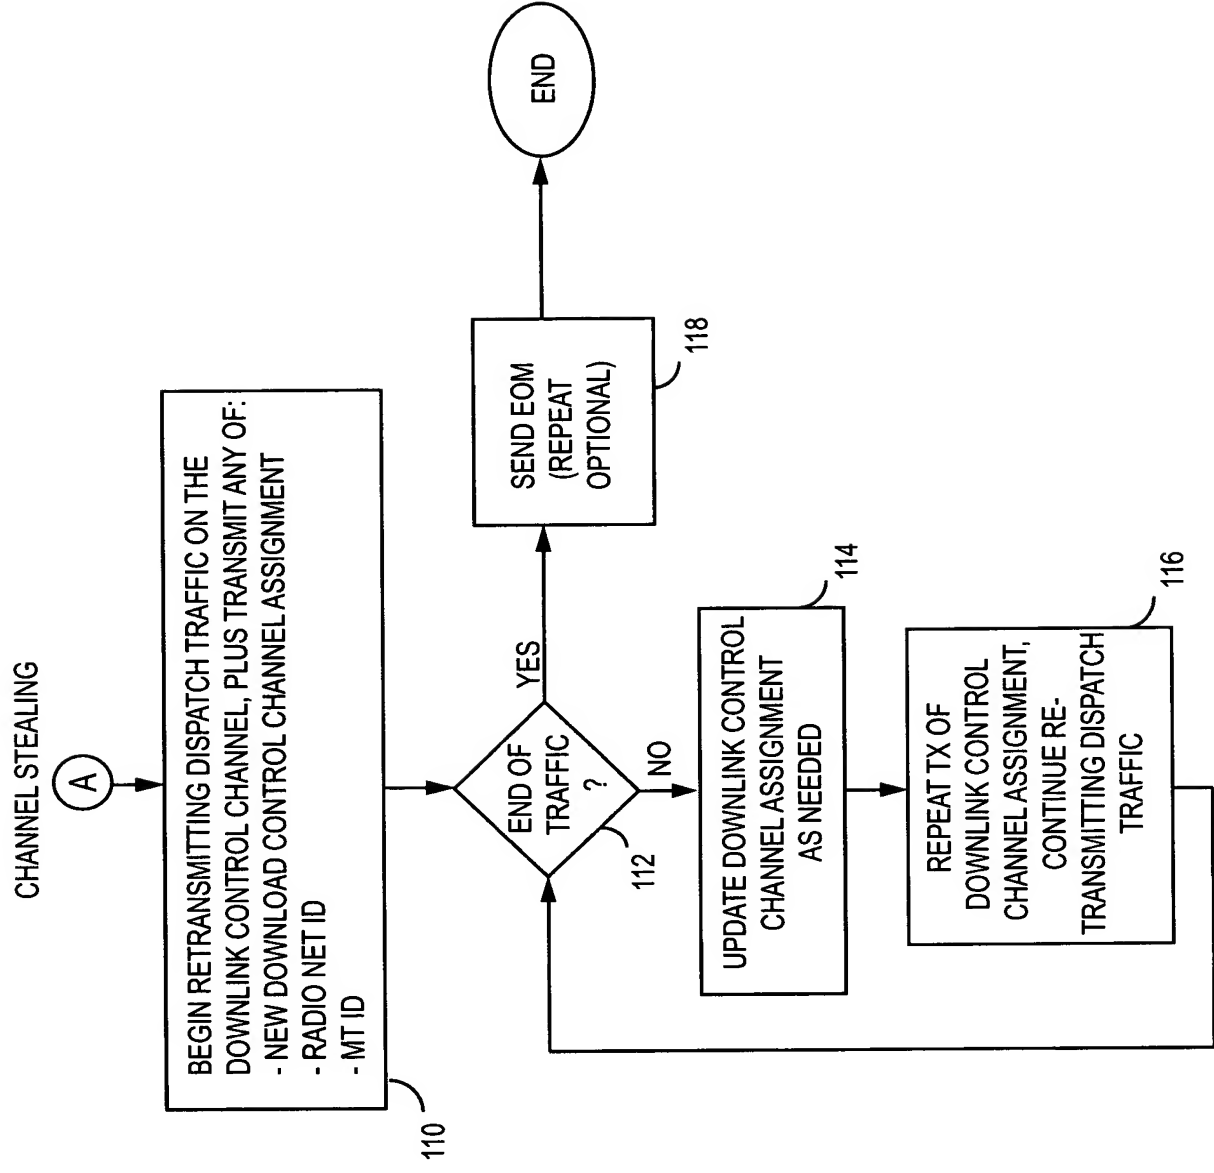 CHANNEL STEALING
A
BEGIN RETRANSMITTING DISPATCH TRAFFIC ON THE
DOWNLINK CONTROL CHANNEL, PLUS TRANSMIT ANY OF:
- NEW DOWNLOAD CONTROL CHANNEL ASSIGNMENT
- RADIO NET ID
- MT ID
110
END OF
TRAFFIC
?
112
YES
NO
SEND EOM
(REPEAT
OPTIONAL)
118
END
UPDATE DOWNLINK CONTROL
CHANNEL ASSIGNMENT
AS NEEDED
114
REPEAT TX OF
DOWNLINK CONTROL
CHANNEL ASSIGNMENT,
CONTINUE RE-
TRANSMITTING DISPATCH
TRAFFIC
116